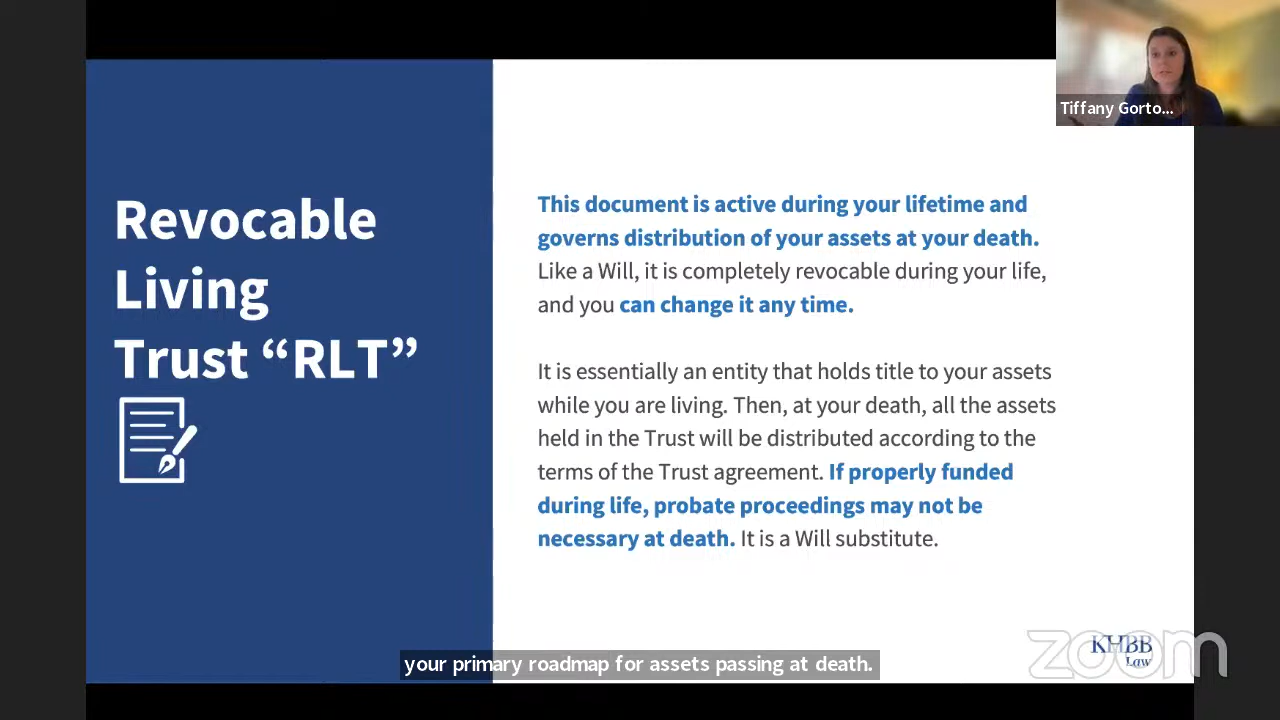 Tiffany Gorto...
Revocable
Living
Trust “RLT”
This document is active during your lifetime and
governs distribution of your assets at your death.
Like a Will, it is completely revocable during your life,
and you can change it any time.
It is essentially an entity that holds title to your assets
while you are living. Then, at your death, all the assets
held in the Trust will be distributed according to the
terms of the Trust agreement. If properly funded
during life, probate proceedings may not be
necessary at death. It is a Will substitute.
your primary roadmap for assets passing at death.
KHBB
Law
zoom